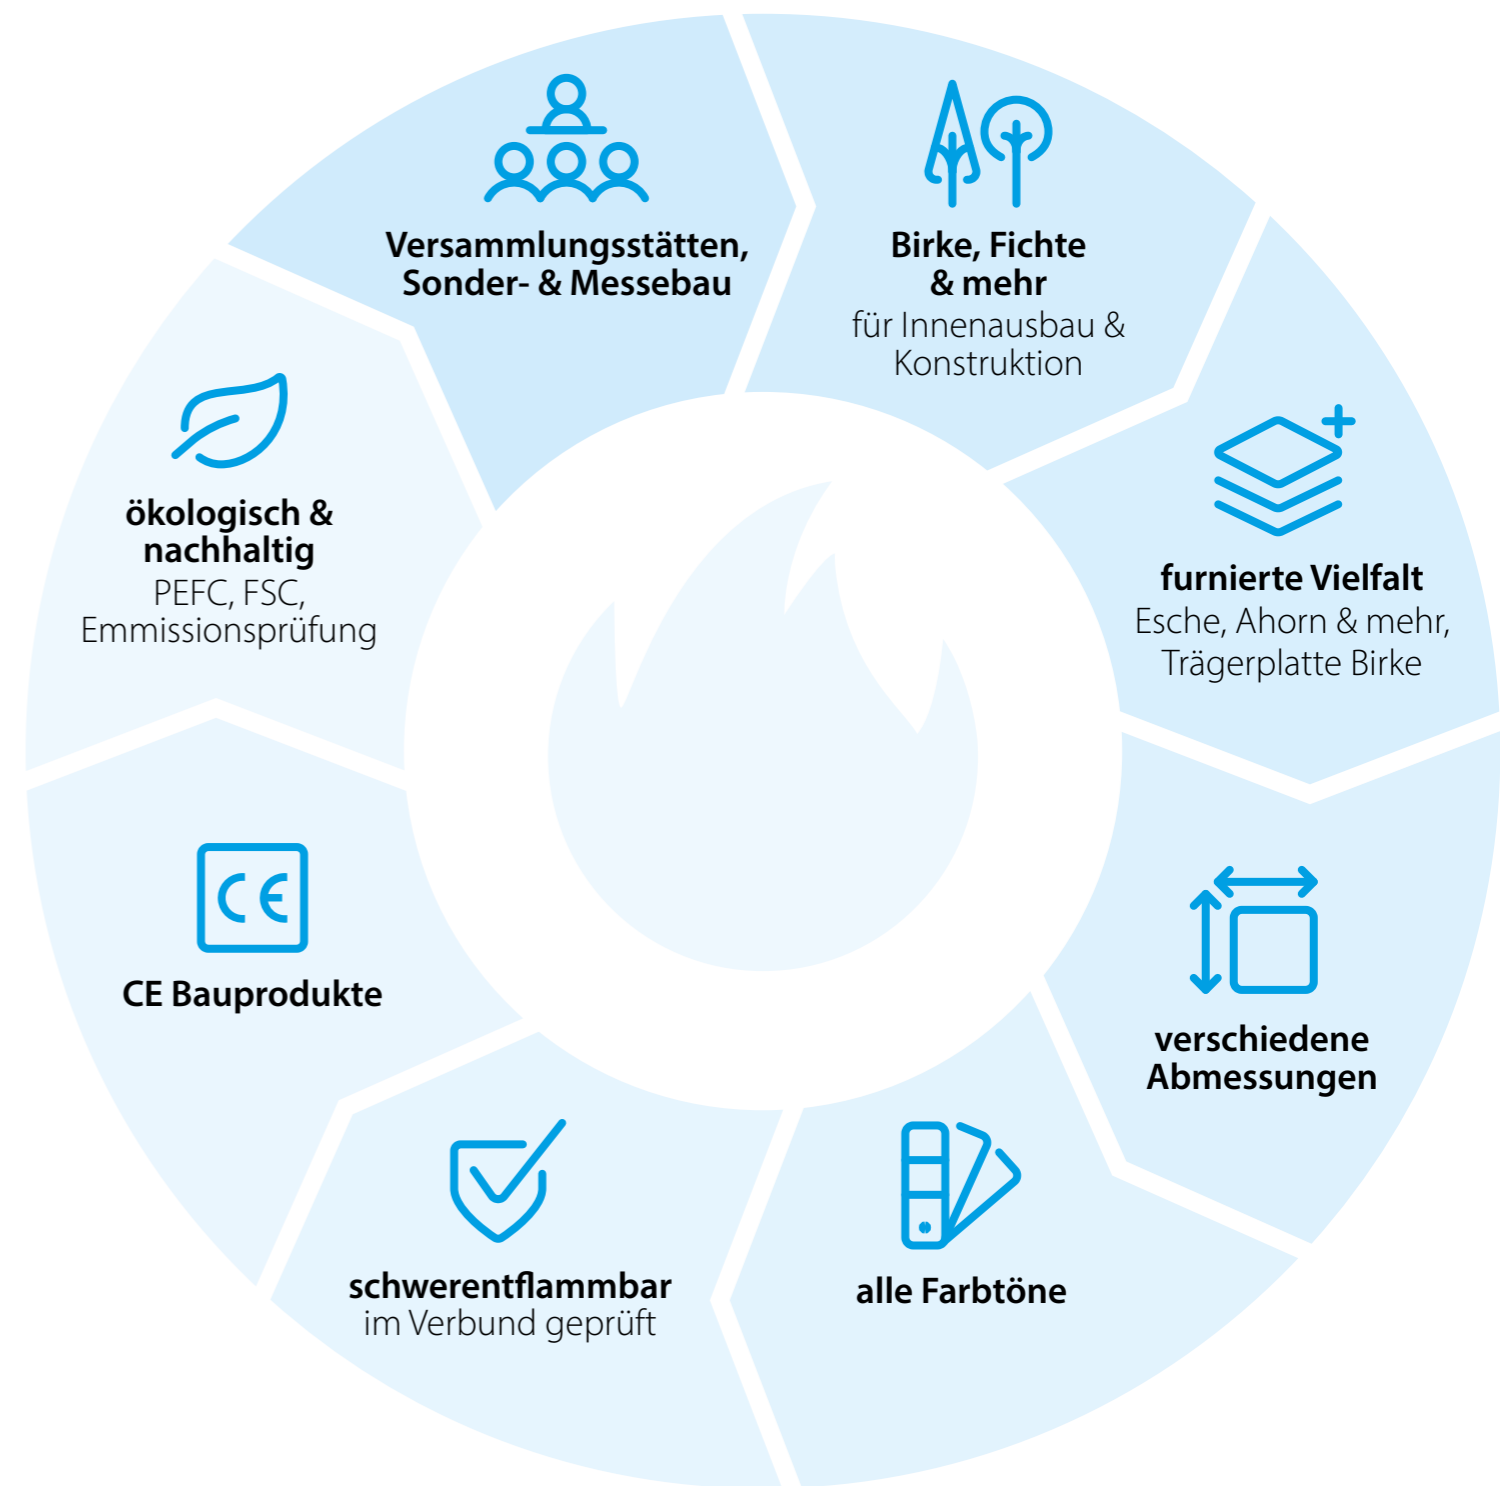 Versammlungsstätten,
Sonder- & Messebau
Birke, Fichte
& mehr
für Innenausbau &
Konstruktion
furnierte Vielfalt
Esche, Ahorn & mehr,
Trägerplatte Birke
verschiedene
Abmessungen
alle Farbtöne
schwerentflammbar
im Verbund geprüft
CE
CE Bauprodukte
ökologisch &
nachhaltig
PEFC, FSC,
Emmissionsprüfung